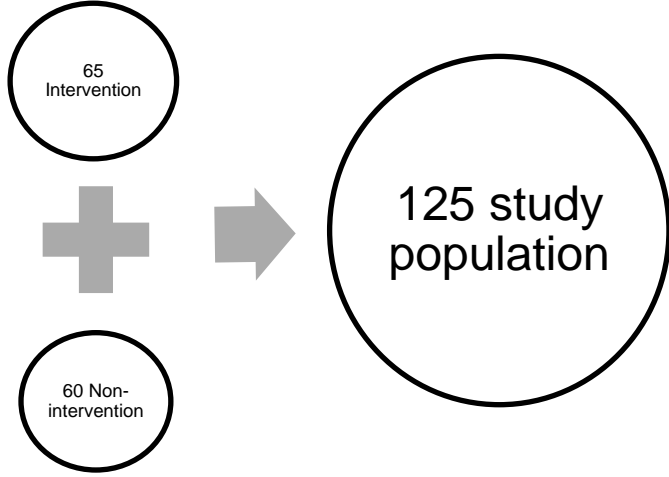 65
Intervention
60 Non-
intervention
125 study
population